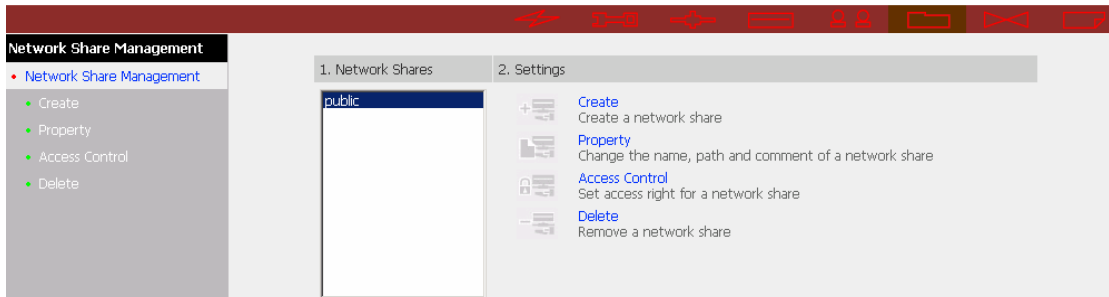 Network Share Management
Network Share Management
Create
Property
Access Control
Delete
1. Network Shares
2. Settings
public
Create
Create a network share
Property
Change the name, path and comment of a network share
Access Control
Set access right for a network share
Delete
Remove a network share